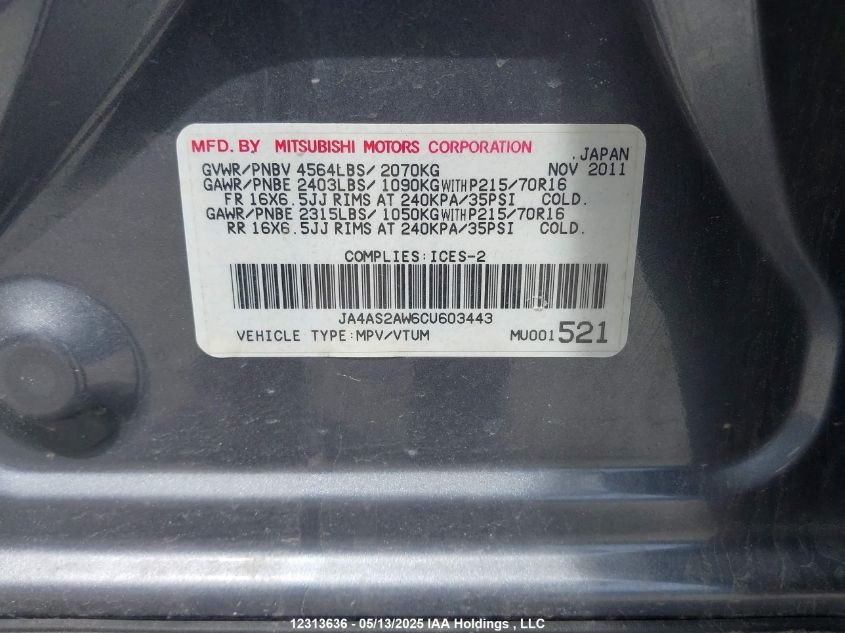 MFD. BY MITSUBISHI MOTORS CORPORATION
, JAPAN
GVWR/PNBV 4564LBS/2070KG NOV 2011
GAWR/PNBE 2403LBS/1090KG WITH P215/70R16
FR 16X6.5JJ RIMS AT 240KPA/35PSI COLD.
GAWR/PNBE 2315LBS/1050KG WITH P215/70R16
RR 16X6.5JJ RIMS AT 240KPA/35PSI COLD.
COMPLIES:ICES-2
JA4AS2AW6CU603443
VEHICLE TYPE:MPV/VTUM MU001521
12313636 - 05/13/2025 IAA Holdings , LLC